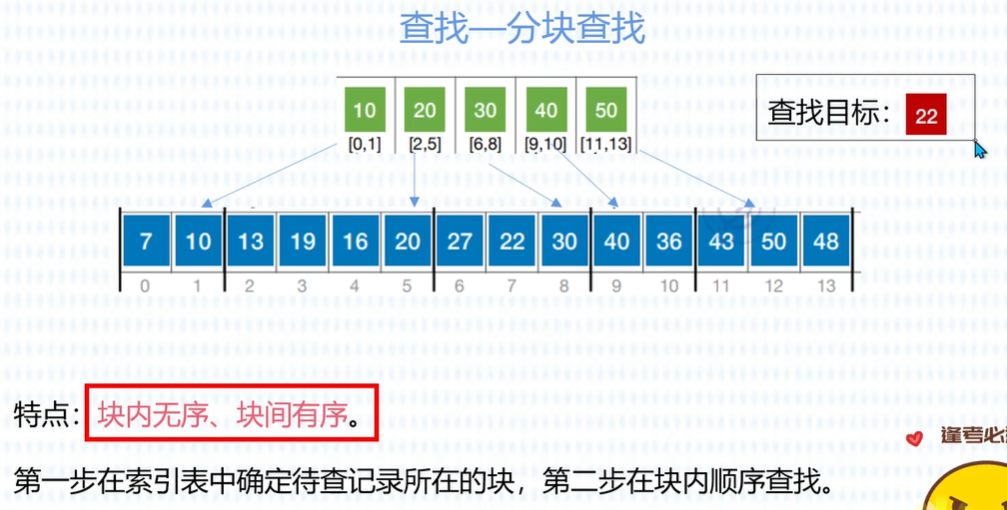 查找—分块查找
10 20 30 40 50
[0,1] [2,5] [6,8] [9,10] [11,13]
查找目标：22
7 10 13 19 16 20 27 22 30 40 36 43 50 48
0 1 2 3 4 5 6 7 8 9 10 11 12 13
特点：块内无序、块间有序。
逢考必
第一步在索引表中确定待查记录所在的块，第二步在块内顺序查找。